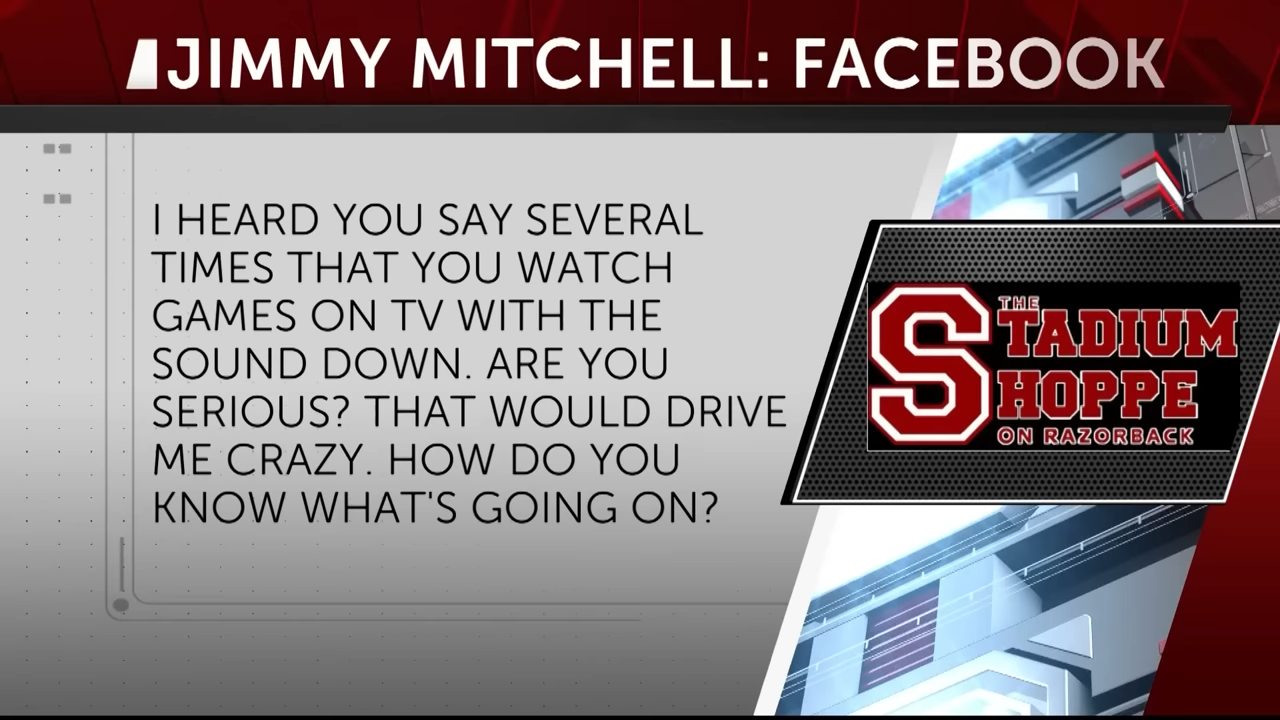 JIMMY MITCHELL: FACEBOOK
I HEARD YOU SAY SEVERAL
TIMES THAT YOU WATCH
GAMES ON TV WITH THE
SOUND DOWN. ARE YOU
SERIOUS? THAT WOULD DRIVE
ME CRAZY. HOW DO YOU
KNOW WHAT'S GOING ON?
THE
STADIUM
SHOPPE
ON RAZORBACK